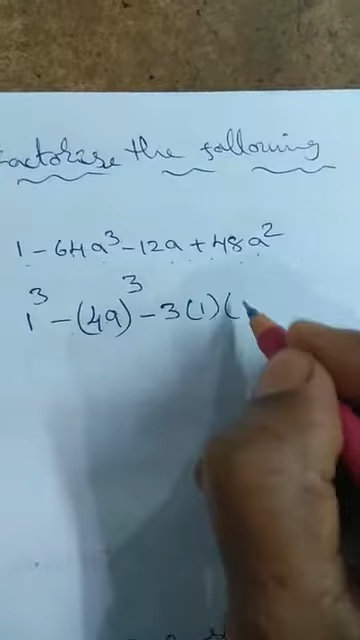 Factorise the following
1 - 64a³ - 12a + 48a²
1³ - (4a)³ - 3(1)(